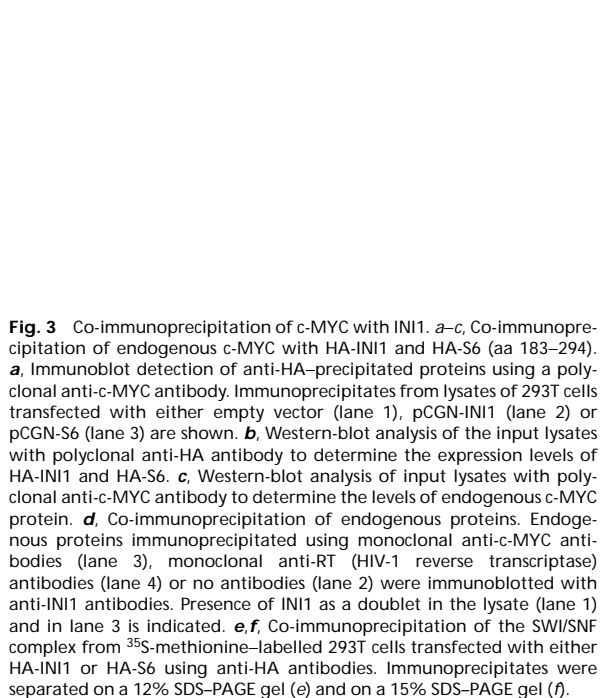 Fig. 3 Co-immunoprecipitation of c-MYC with INI1. a–c, Co-immunopre-
cipitation of endogenous c-MYC with HA-INI1 and HA-S6 (aa 183–294).
a, Immunoblot detection of anti-HA–precipitated proteins using a poly-
clonal anti-c-MYC antibody. Immunoprecipitates from lysates of 293T cells
transfected with either empty vector (lane 1), pCGN-INI1 (lane 2) or
pCGN-S6 (lane 3) are shown. b, Western-blot analysis of the input lysates
with polyclonal anti-HA antibody to determine the expression levels of
HA-INI1 and HA-S6. c, Western-blot analysis of input lysates with poly-
clonal anti-c-MYC antibody to determine the levels of endogenous c-MYC
protein. d, Co-immunoprecipitation of endogenous proteins. Endoge-
nous proteins immunoprecipitated using monoclonal anti-c-MYC anti-
bodies (lane 3), monoclonal anti-RT (HIV-1 reverse transcriptase)
antibodies (lane 4) or no antibodies (lane 2) were immunoblotted with
anti-INI1 antibodies. Presence of INI1 as a doublet in the lysate (lane 1)
and in lane 3 is indicated. e,f, Co-immunoprecipitation of the SWI/SNF
complex from ³⁵S-methionine–labelled 293T cells transfected with either
HA-INI1 or HA-S6 using anti-HA antibodies. Immunoprecipitates were
separated on a 12% SDS–PAGE gel (e) and on a 15% SDS–PAGE gel (f).